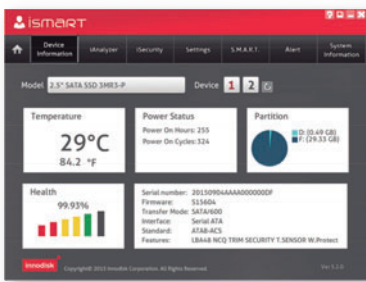 ismart
Device Information
iAnalyzer
iSecurity
Settings
S.M.A.R.T.
Alert
System Information
Model 2.5" SATA SSD 3MR3-P
Device 1 2
Temperature
29°C
84.2 °F
Power Status
Power On Hours: 255
Power On Cycles: 324
Partition
D: (0.49 GB)
F: (29.33 GB)
Health
99.93%
Serial number: 20150904AAAA000000DF
Firmware: S15604
Transfer Mode: SATA/600
Interface: Serial ATA
Standard: ATA8-ACS
Features: LBA48 NCQ TRIM SECURITY T.SENSOR W.Protect
innodisk
Copyright© 2015 Innodisk Corporation. All Rights Reserved
Ver 3.2.0